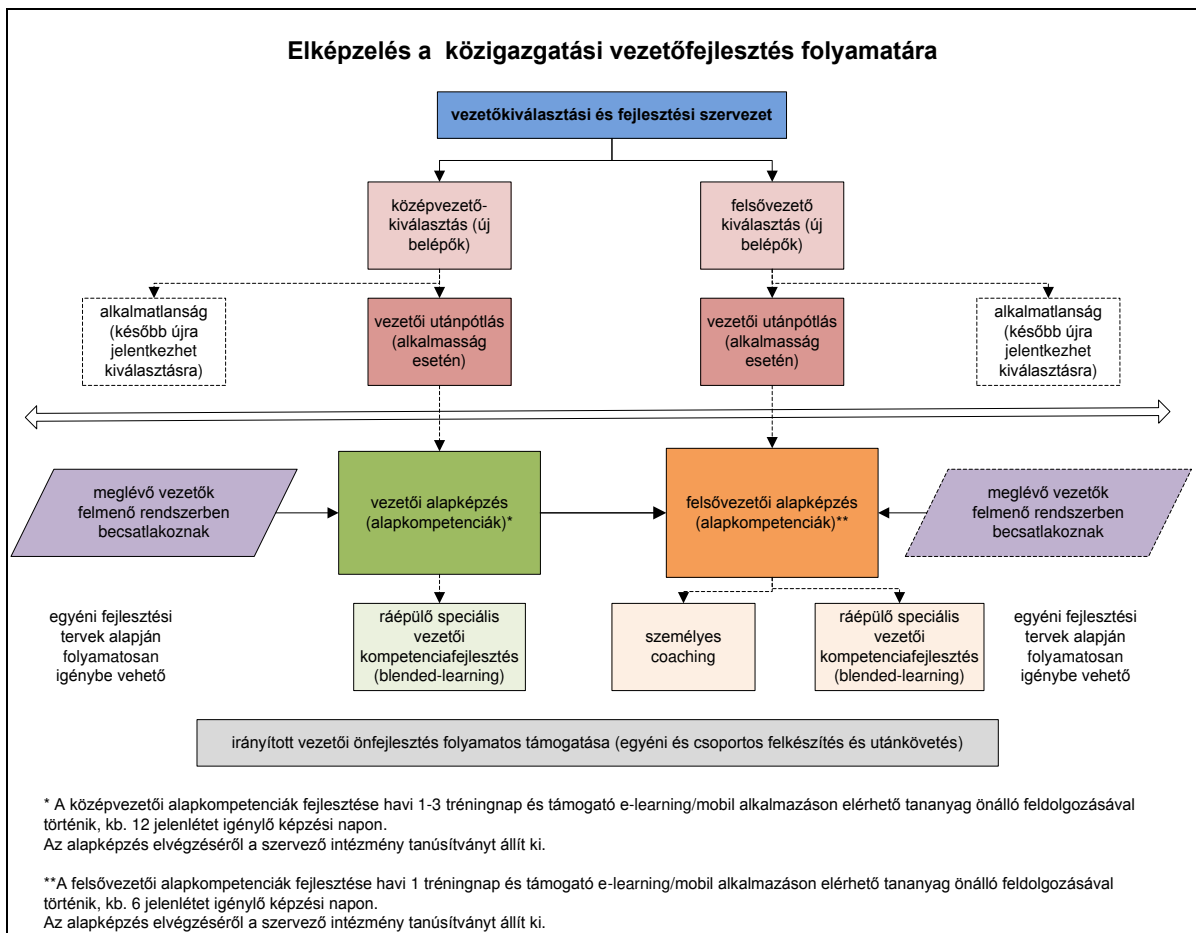 Elképzelés a közigazgatási vezetőfejlesztés folyamatára
vezetőkiválasztási és fejlesztési szervezet
középvezető-
kiválasztás (új
belépők)
felsővezető
kiválasztás (új
belépők)
alkalmatlanság
(később újra
jelentkezhet
kiválasztásra)
vezetői utánpótlás
(alkalmasság
esetén)
vezetői utánpótlás
(alkalmasság
esetén)
alkalmatlanság
(később újra
jelentkezhet
kiválasztásra)
meglévő vezetők
felmenő rendszerben
becsatlakoznak
vezetői alapképzés
(alapkompetenciák)*
felsővezetői alapképzés
(alapkompetenciák)**
meglévő vezetők
felmenő rendszerben
becsatlakoznak
egyéni fejlesztési
tervek alapján
folyamatosan
igénybe vehető
ráépülő speciális
vezetői
kompetenciafejlesztés
(blended-learning)
személyes
coaching
ráépülő speciális
vezetői
kompetenciafejlesztés
(blended-learning)
egyéni fejlesztési
tervek alapján
folyamatosan
igénybe vehető
irányított vezetői önfejlesztés folyamatos támogatása (egyéni és csoportos felkészítés és utánkövetés)
* A középvezetői alapkompetenciák fejlesztése havi 1-3 tréningnap és támogató e-learning/mobil alkalmazáson elérhető tananyag önálló feldolgozásával
történik, kb. 12 jelenlétet igénylő képzési napon.
Az alapképzés elvégzéséről a szervező intézmény tanúsítványt állít ki.
**A felsővezetői alapkompetenciák fejlesztése havi 1 tréningnap és támogató e-learning/mobil alkalmazáson elérhető tananyag önálló feldolgozásával
történik, kb. 6 jelenlétet igénylő képzési napon.
Az alapképzés elvégzéséről a szervező intézmény tanúsítványt állít ki.